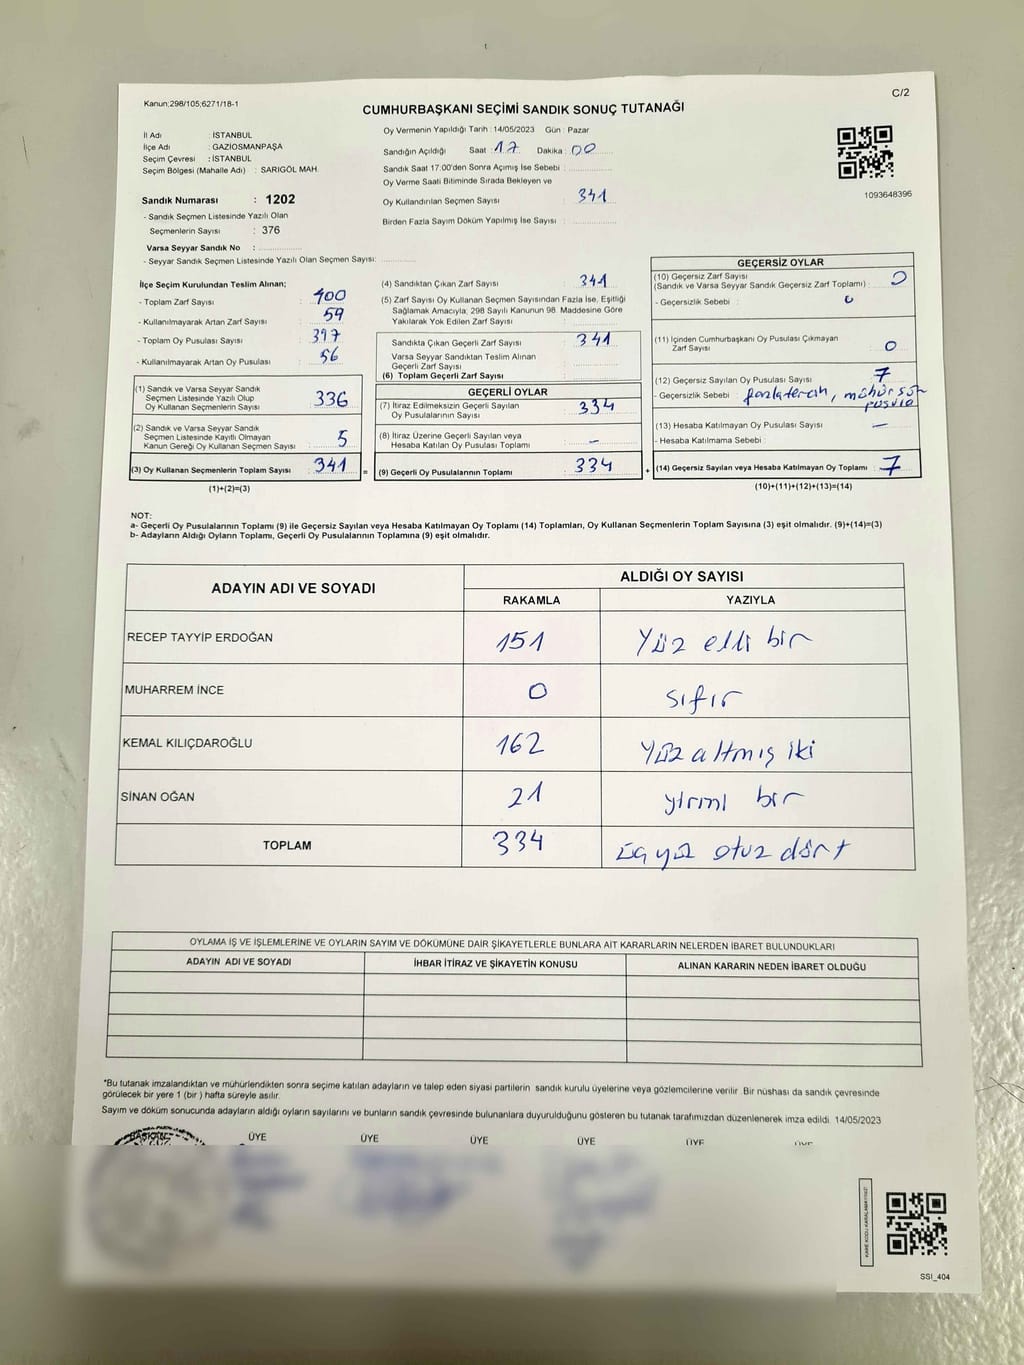 C/2
Kanun;298/105;6271/18-1
CUMHURBAŞKANI SEÇİMİ SANDIK SONUÇ TUTANAĞI
İl Adı : İSTANBUL
İlçe Adı : GAZİOSMANPAŞA
Seçim Çevresi : İSTANBUL
Seçim Bölgesi (Mahalle Adı) : SARIGÖL MAH.
Oy Vermenin Yapıldığı Tarih : 14/05/2023 Gün : Pazar
Sandığın Açıldığı Saat : 17 Dakika : 00
Sandık Saat 17.00'den Sonra Açımış İse Sebebi :
Oy Verme Saati Bitiminde Sırada Bekleyen ve
Oy Kullandırılan Seçmen Sayısı : 341
Birden Fazla Sayım Döküm Yapılmış İse Sayısı :
1093648396
Sandık Numarası : 1202
- Sandık Seçmen Listesinde Yazılı Olan
Seçmenlerin Sayısı : 376
Varsa Seyyar Sandık No :
- Seyyar Sandık Seçmen Listesinde Yazılı Olan Seçmen Sayısı:
İlçe Seçim Kurulundan Teslim Alınan;
- Toplam Zarf Sayısı : 400
- Kullanılmayarak Artan Zarf Sayısı : 59
- Toplam Oy Pusulası Sayısı : 397
- Kullanılmayarak Artan Oy Pusulası : 56
(1) Sandık ve Varsa Seyyar Sandık
Seçmen Listesinde Yazılı Olup
Oy Kullanan Seçmenlerin Sayısı : 336
(2) Sandık ve Varsa Seyyar Sandık
Seçmen Listesinde Kayıtlı Olmayan
Kanun Gereği Oy Kullanan Seçmen Sayısı : 5
(3) Oy Kullanan Seçmenlerin Toplam Sayısı : 341 =
(1)+(2)=(3)
(4) Sandıktan Çıkan Zarf Sayısı : 341
(5) Zarf Sayısı Oy Kullanan Seçmen Sayısından Fazla İse, Eşitliği
Sağlamak Amacıyla; 298 Sayılı Kanunun 98. Maddesine Göre
Yakılarak Yok Edilen Zarf Sayısı :
Sandıkta Çıkan Geçerli Zarf Sayısı : 341
Varsa Seyyar Sandıktan Teslim Alınan
Geçerli Zarf Sayısı :
(6) Toplam Geçerli Zarf Sayısı :
GEÇERLİ OYLAR
(7) İtiraz Edilmeksizin Geçerli Sayılan
Oy Pusulalarının Sayısı : 334
(8) İtiraz Üzerine Geçerli Sayılan veya
Hesaba Katılan Oy Pusulası Toplamı : -
(9) Geçerli Oy Pusulalarının Toplamı : 334 +
GEÇERSİZ OYLAR
(10) Geçersiz Zarf Sayısı
(Sandık ve Varsa Seyyar Sandık Geçersiz Zarf Toplamı) : 0
- Geçersizlik Sebebi : 0
(11) İçinden Cumhurbaşkanı Oy Pusulası Çıkmayan
Zarf Sayısı : 0
(12) Geçersiz Sayılan Oy Pusulası Sayısı : 7
- Geçersizlik Sebebi :
(13) Hesaba Katılmayan Oy Pusulası Sayısı : -
- Hesaba Katılmama Sebebi :
(14) Geçersiz Sayılan veya Hesaba Katılmayan Oy Toplamı : 7
(10)+(11)+(12)+(13)=(14)
NOT:
a- Geçerli Oy Pusulalarının Toplamı (9) ile Geçersiz Sayılan veya Hesaba Katılmayan Oy Toplamı (14) Toplamları, Oy Kullanan Seçmenlerin Toplam Sayısına (3) eşit olmalıdır. (9)+(14)=(3)
b- Adayların Aldığı Oyların Toplamı, Geçerli Oy Pusulalarının Toplamına (9) eşit olmalıdır.
ADAYIN ADI VE SOYADI ALDIĞI OY SAYISI
RAKAMLA YAZIYLA
RECEP TAYYİP ERDOĞAN 151 Yüz elli bir
MUHARREM İNCE 0 sıfır
KEMAL KILIÇDAROĞLU 162 Yüz altmış iki
SİNAN OĞAN 21 yirmi bir
TOPLAM 334 üçyüz otuz dört
OYLAMA İŞ VE İŞLEMLERİNE VE OYLARIN SAYIM VE DÖKÜMÜNE DAİR ŞİKAYETLERLE BUNLARA AİT KARARLARIN NELERDEN İBARET BULUNDUKLARI
ADAYIN ADI VE SOYADI İHBAR İTİRAZ VE ŞİKAYETİN KONUSU ALINAN KARARIN NEDEN İBARET OLDUĞU
*Bu tutanak imzalandıktan ve mühürlendikten sonra seçime katılan adayların ve talep eden siyasi partilerin sandık kurulu üyelerine veya gözlemcilerine verilir. Bir nüshası da sandık çevresinde
görülecek bir yere 1 (bir ) hafta süreyle asılır.
Sayım ve döküm sonucunda adayların aldığı oyların sayılarını ve bunların sandık çevresinde bulunanlara duyurulduğunu gösteren bu tutanak tarafımızdan düzenlenerek imza edildi. 14/05/2023
BAŞKAN ÜYE ÜYE ÜYE ÜYE ÜYE ÜYE
KARE KODU KARALAMAYINIZ!
SSI_404